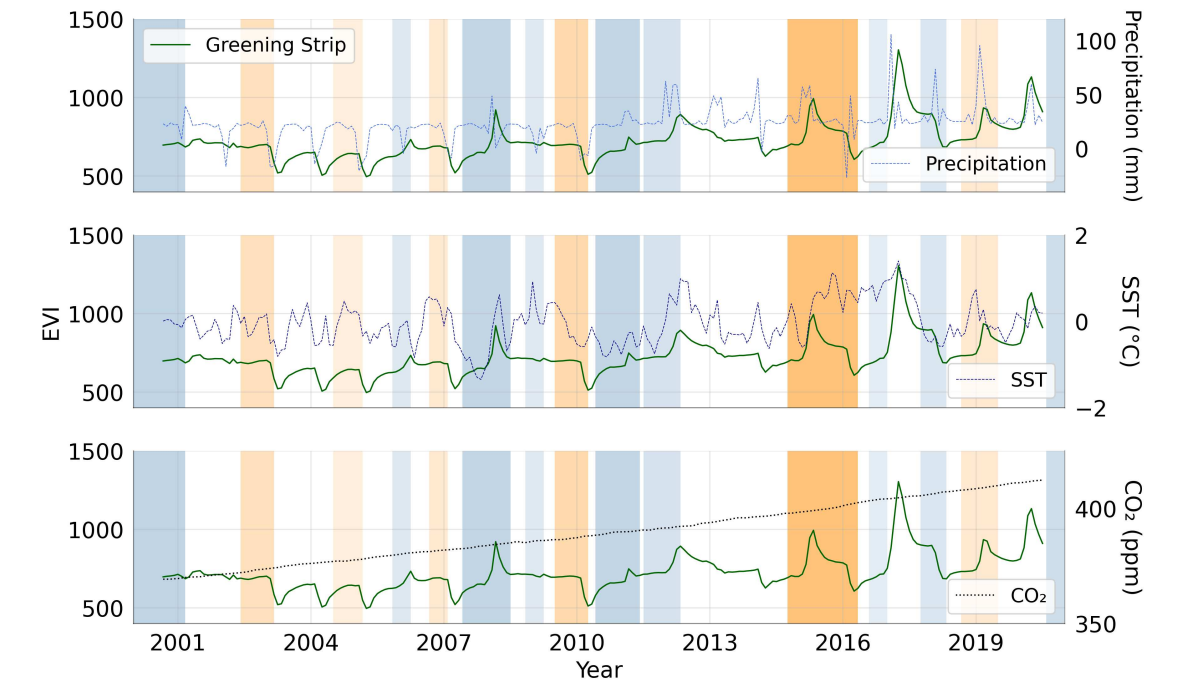 1500
1000
500
Greening Strip
Precipitation
100
50
0
Precipitation (mm)
1500
1000
500
EVI
SST
2
0
−2
SST (°C)
1500
1000
500
CO₂
400
350
CO₂ (ppm)
2001 2004 2007 2010 2013 2016 2019
Year